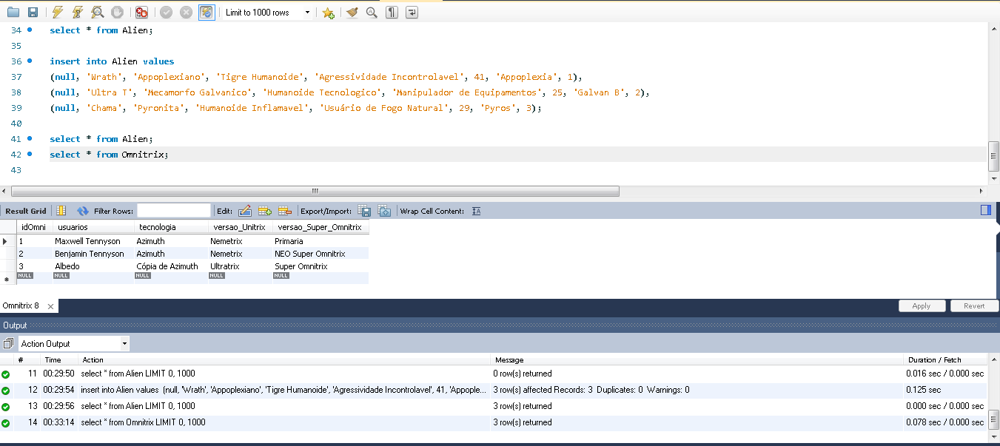 Limit to 1000 rows
34 select * from Alien;
35
36 insert into Alien values
37 (null, 'Wrath', 'Appoplexiano', 'Tigre Humanoide', 'Agressividade Incontrolavel', 41, 'Appoplexia', 1),
38 (null, 'Ultra T', 'Mecamorfo Galvanico', 'Humanoide Tecnologico', 'Manipulador de Equipamentos', 25, 'Galvan B', 2),
39 (null, 'Chama', 'Pyronita', 'Humanoide Inflamavel', 'Usuário de Fogo Natural', 29, 'Pyros', 3);
40
41 select * from Alien;
42 select * from Omnitrix;
43
Result Grid Filter Rows: Edit: Export/Import: Wrap Cell Content:
idOmni usuarios tecnologia versao_Unitrix versao_Super_Omnitrix
1 Maxwell Tennyson Azimuth Nemetrix Primaria
2 Benjamin Tennyson Azimuth Nemetrix NEO Super Omnitrix
3 Albedo Cópia de Azimuth Ultratrix Super Omnitrix
NULL NULL NULL NULL NULL
Omnitrix 8 Apply Revert
Output
Action Output
# Time Action Message Duration / Fetch
11 00:29:50 select * from Alien LIMIT 0, 1000 0 row(s) returned 0.016 sec / 0.000 sec
12 00:29:54 insert into Alien values (null, 'Wrath', 'Appoplexiano', 'Tigre Humanoide', 'Agressividade Incontrolavel', 41, 'Appople... 3 row(s) affected Records: 3 Duplicates: 0 Warnings: 0 0.125 sec
13 00:29:56 select * from Alien LIMIT 0, 1000 3 row(s) returned 0.000 sec / 0.000 sec
14 00:33:14 select * from Omnitrix LIMIT 0, 1000 3 row(s) returned 0.078 sec / 0.000 sec